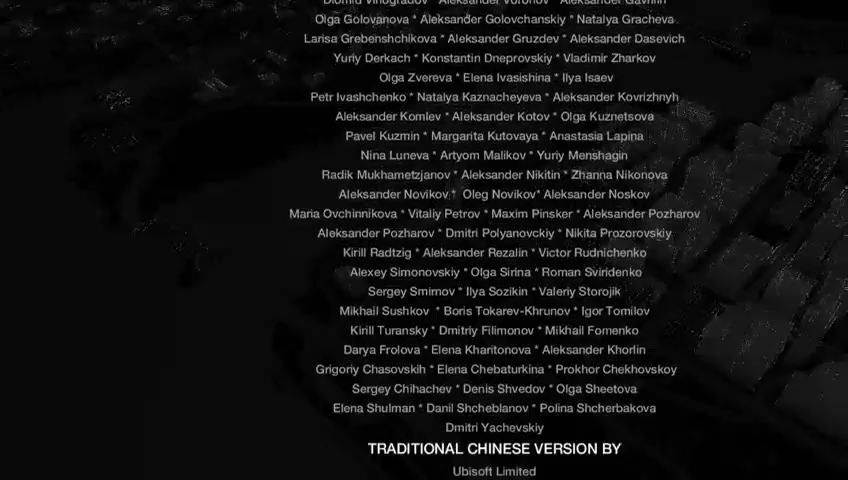 Diomid Vinogradov * Aleksander Voronov * Aleksander Gavrilin
Olga Golovanova * Aleksander Golovchanskiy * Natalya Gracheva
Larisa Grebenshchikova * Aleksander Gruzdev * Aleksander Dasevich
Yuriy Derkach * Konstantin Dneprovskiy * Vladimir Zharkov
Olga Zvereva * Elena Ivasishina * Ilya Isaev
Petr Ivashchenko * Natalya Kaznacheyeva * Aleksander Kovrizhnyh
Aleksander Komlev * Aleksander Kotov * Olga Kuznetsova
Pavel Kuzmin * Margarita Kutovaya * Anastasia Lapina
Nina Luneva * Artyom Malikov * Yuriy Menshagin
Radik Mukhametzjanov * Aleksander Nikitin * Zhanna Nikonova
Aleksander Novikov * Oleg Novikov* Aleksander Noskov
Maria Ovchinnikova * Vitaliy Petrov * Maxim Pinsker * Aleksander Pozharov
Aleksander Pozharov * Dmitri Polyanovckiy * Nikita Prozorovskiy
Kirill Radtzig * Aleksander Rezalin * Victor Rudnichenko
Alexey Simonovskiy * Olga Sirina * Roman Sviridenko
Sergey Smirnov * Ilya Sozikin * Valeriy Storojik
Mikhail Sushkov * Boris Tokarev-Khrunov * Igor Tomilov
Kirill Turansky * Dmitriy Filimonov * Mikhail Fomenko
Darya Frolova * Elena Kharitonova * Aleksander Khorlin
Grigoriy Chasovskih * Elena Chebaturkina * Prokhor Chekhovskoy
Sergey Chihachev * Denis Shvedov * Olga Sheetova
Elena Shulman * Danil Shcheblanov * Polina Shcherbakova
Dmitri Yachevskiy
TRADITIONAL CHINESE VERSION BY
Ubisoft Limited